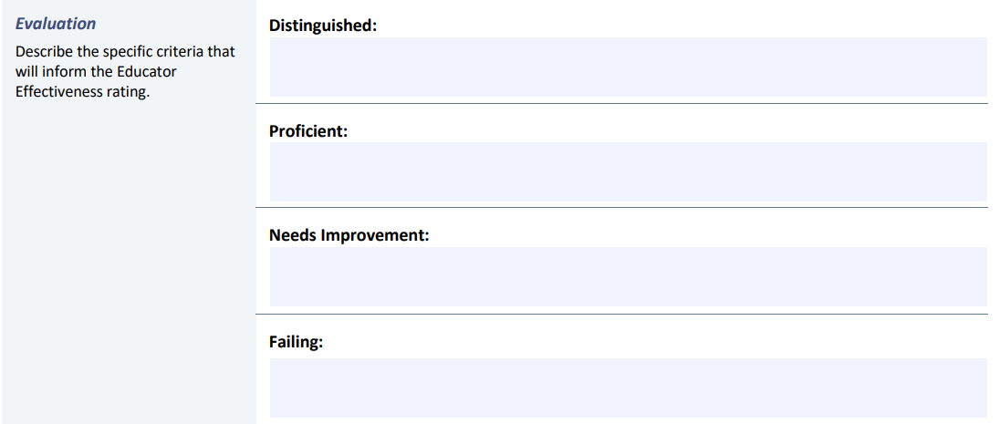 Evaluation
Describe the specific criteria that
will inform the Educator
Effectiveness rating.
Distinguished:
Proficient:
Needs Improvement:
Failing: